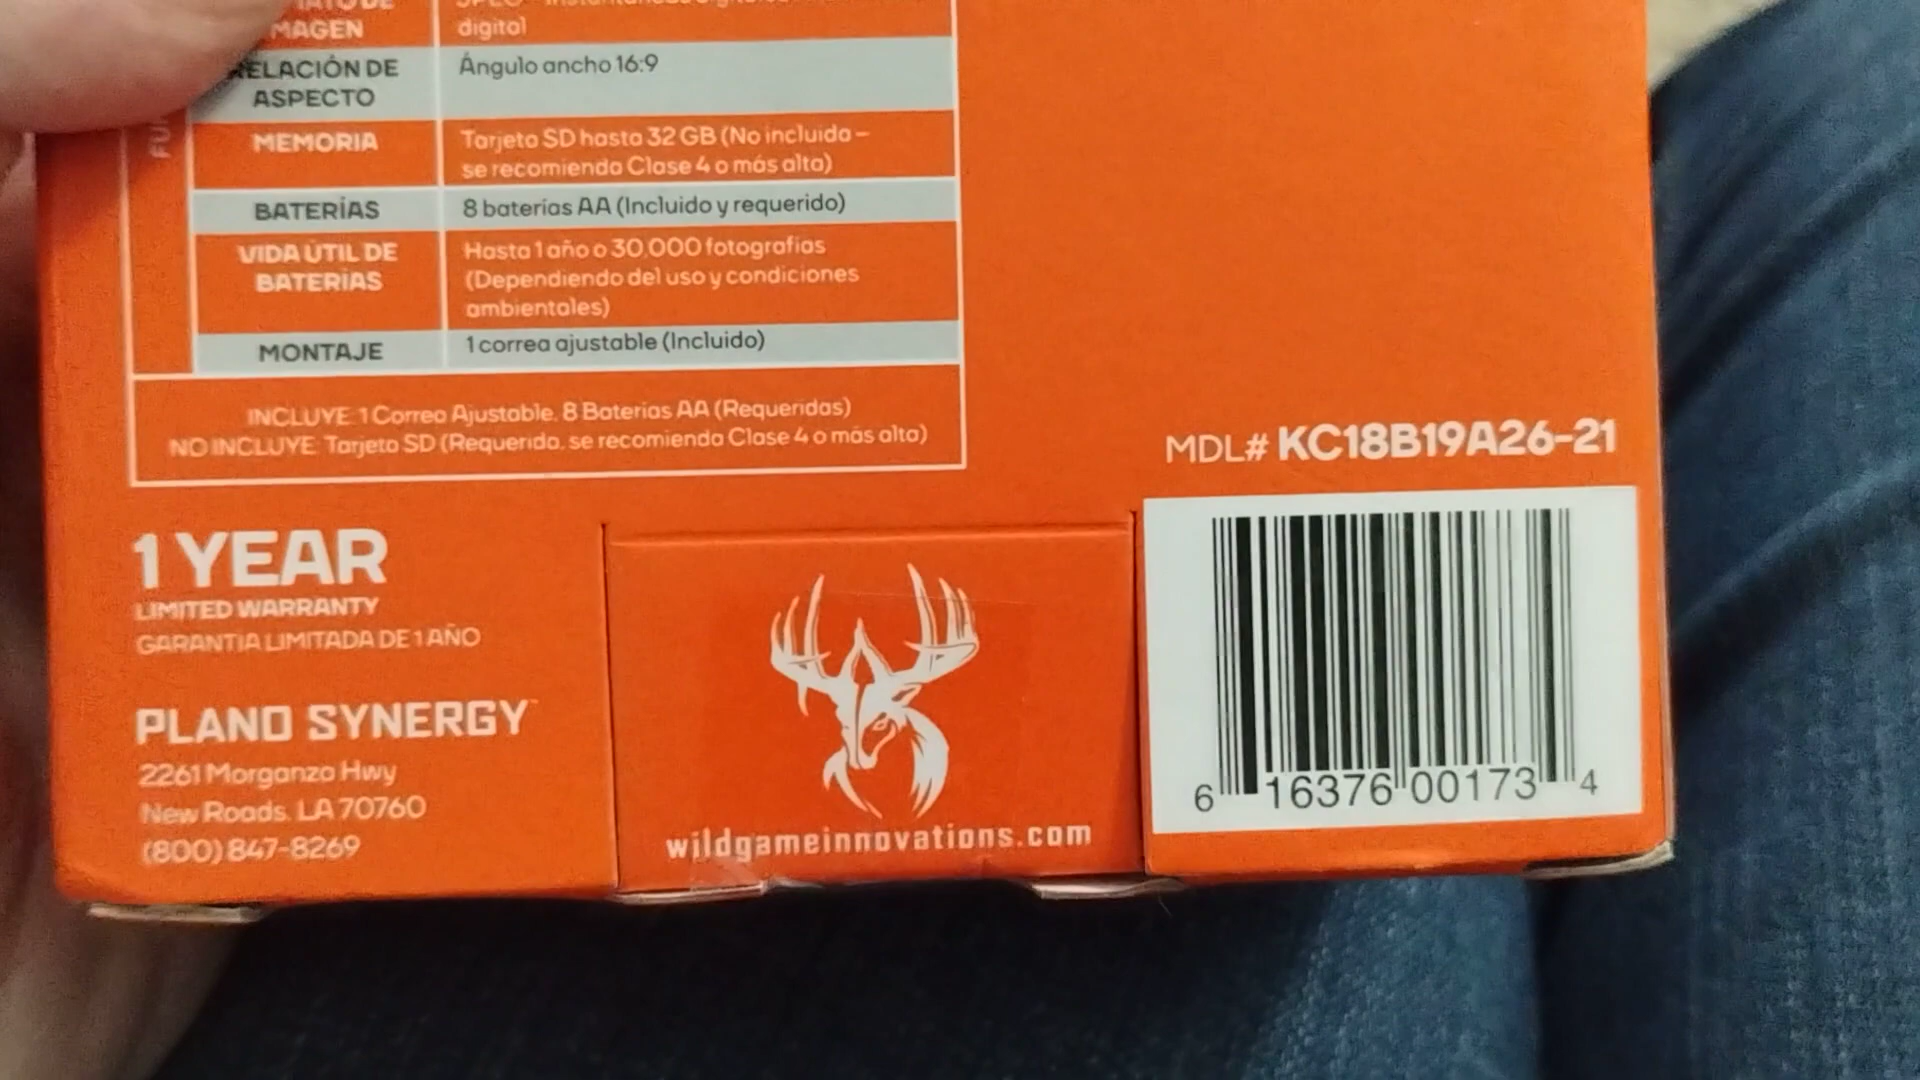 MAGEN
digital
RELACIÓN DE ASPECTO
Ángulo ancho 16:9
MEMORIA
Tarjeta SD hasta 32 GB (No incluida –
se recomienda Clase 4 o más alta)
BATERÍAS
8 baterías AA (Incluido y requerido)
VIDA ÚTIL DE BATERÍAS
Hasta 1 año o 30,000 fotografías
(Dependiendo del uso y condiciones
ambientales)
MONTAJE
1 correa ajustable (Incluido)
INCLUYE: 1 Correa Ajustable, 8 Baterías AA (Requeridas)
NO INCLUYE: Tarjeta SD (Requerida, se recomienda Clase 4 o más alta)
MDL# KC18B19A26-21
1 YEAR
LIMITED WARRANTY
GARANTIA LIMITADA DE 1 AÑO
PLANO SYNERGY™
2261 Morganza Hwy
New Roads, LA 70760
(800) 847-8269
wildgameinnovations.com
6 16376 00173 4